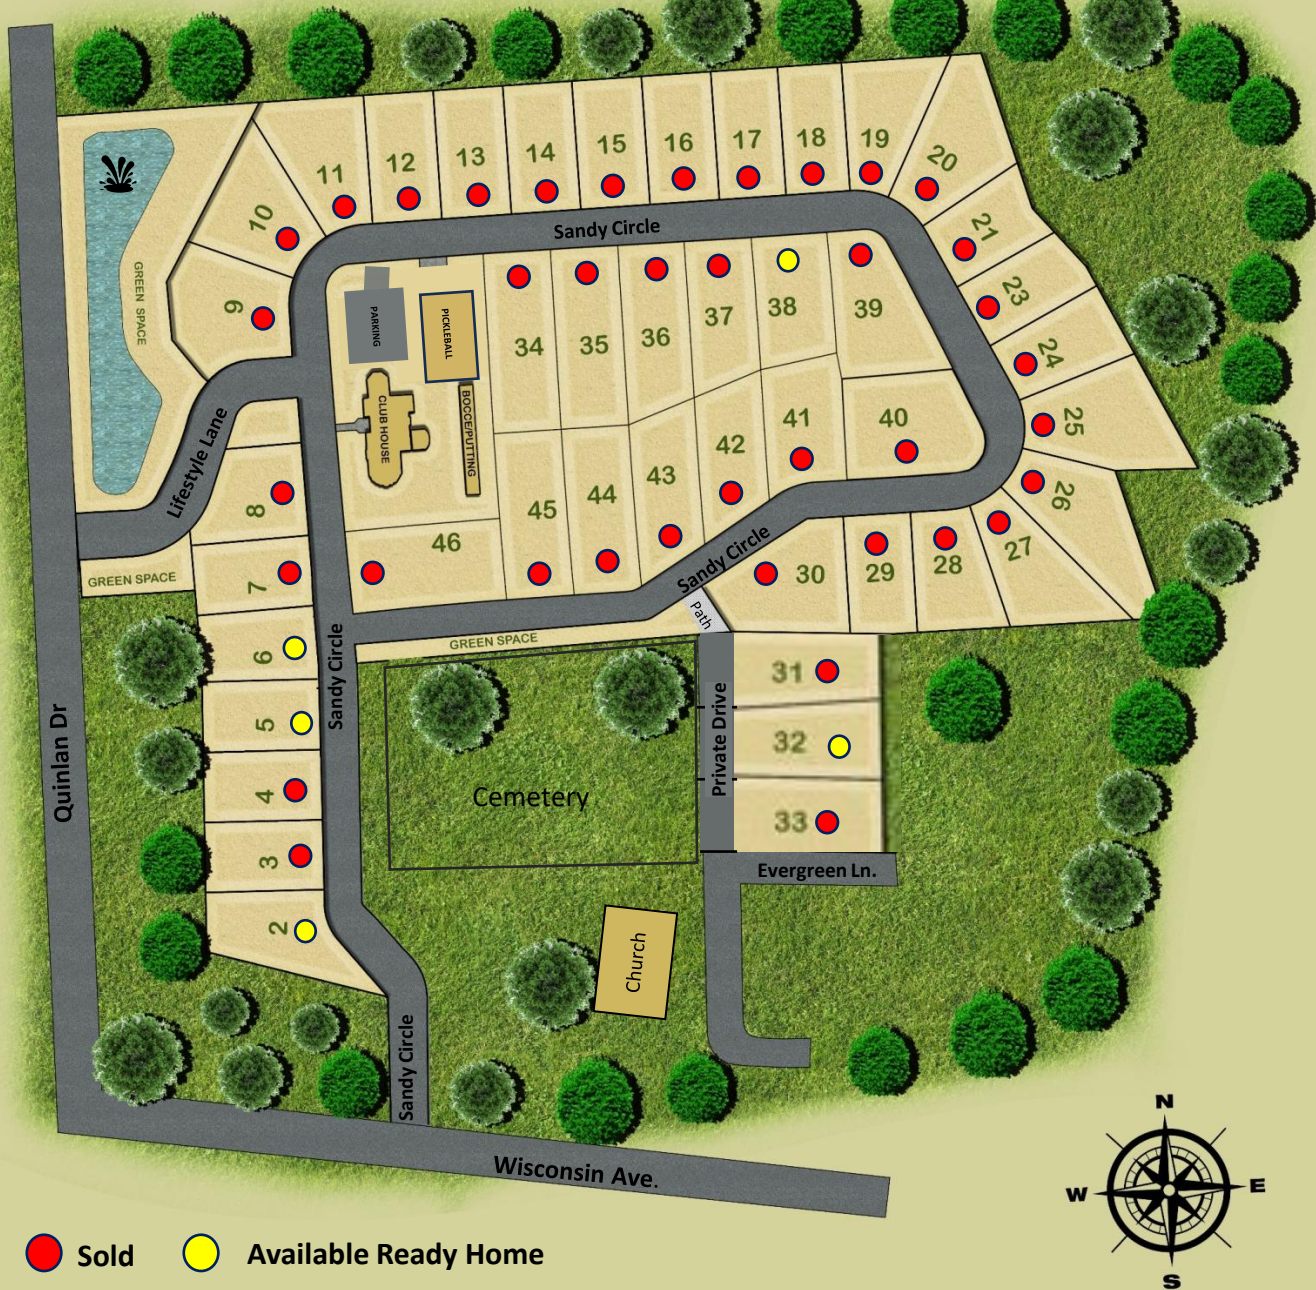 11
12
13
14
15
16
17
18
19
20
10
Sandy Circle
21
GREEN SPACE
9
PARKING
PICKLEBALL
34
35
36
37
38
39
23
24
Lifestyle Lane
CLUB HOUSE
BOCCE/PUTTING
42
41
40
25
8
45
44
43
26
46
Sandy Circle
30
29
28
27
GREEN SPACE
7
Path
6
Sandy Circle
GREEN SPACE
31
5
Private Drive
32
Quinlan Dr
4
Cemetery
33
3
Evergreen Ln.
2
Church
Sandy Circle
Wisconsin Ave.
N
W
E
S
Sold
Available Ready Home